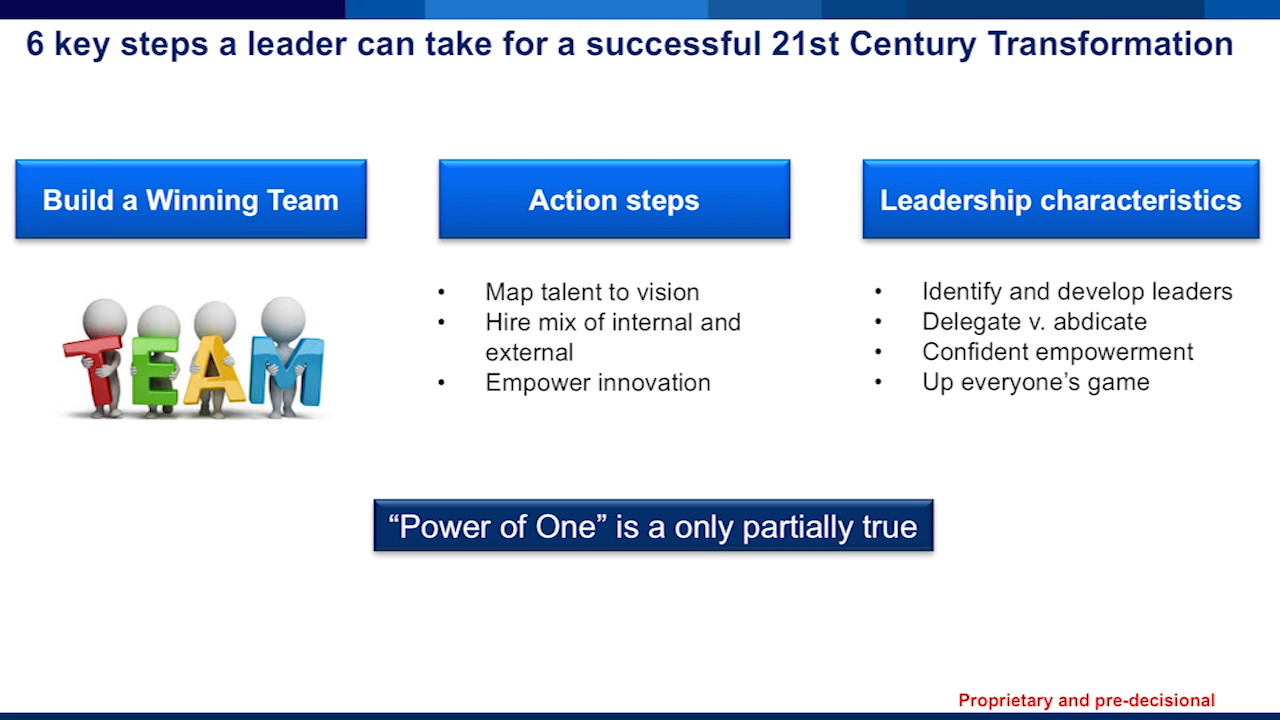 6 key steps a leader can take for a successful 21st Century Transformation
Build a Winning Team
Action steps
Leadership characteristics
TEAM
• Map talent to vision
• Hire mix of internal and
external
• Empower innovation
• Identify and develop leaders
• Delegate v. abdicate
• Confident empowerment
• Up everyone’s game
“Power of One” is a only partially true
Proprietary and pre-decisional